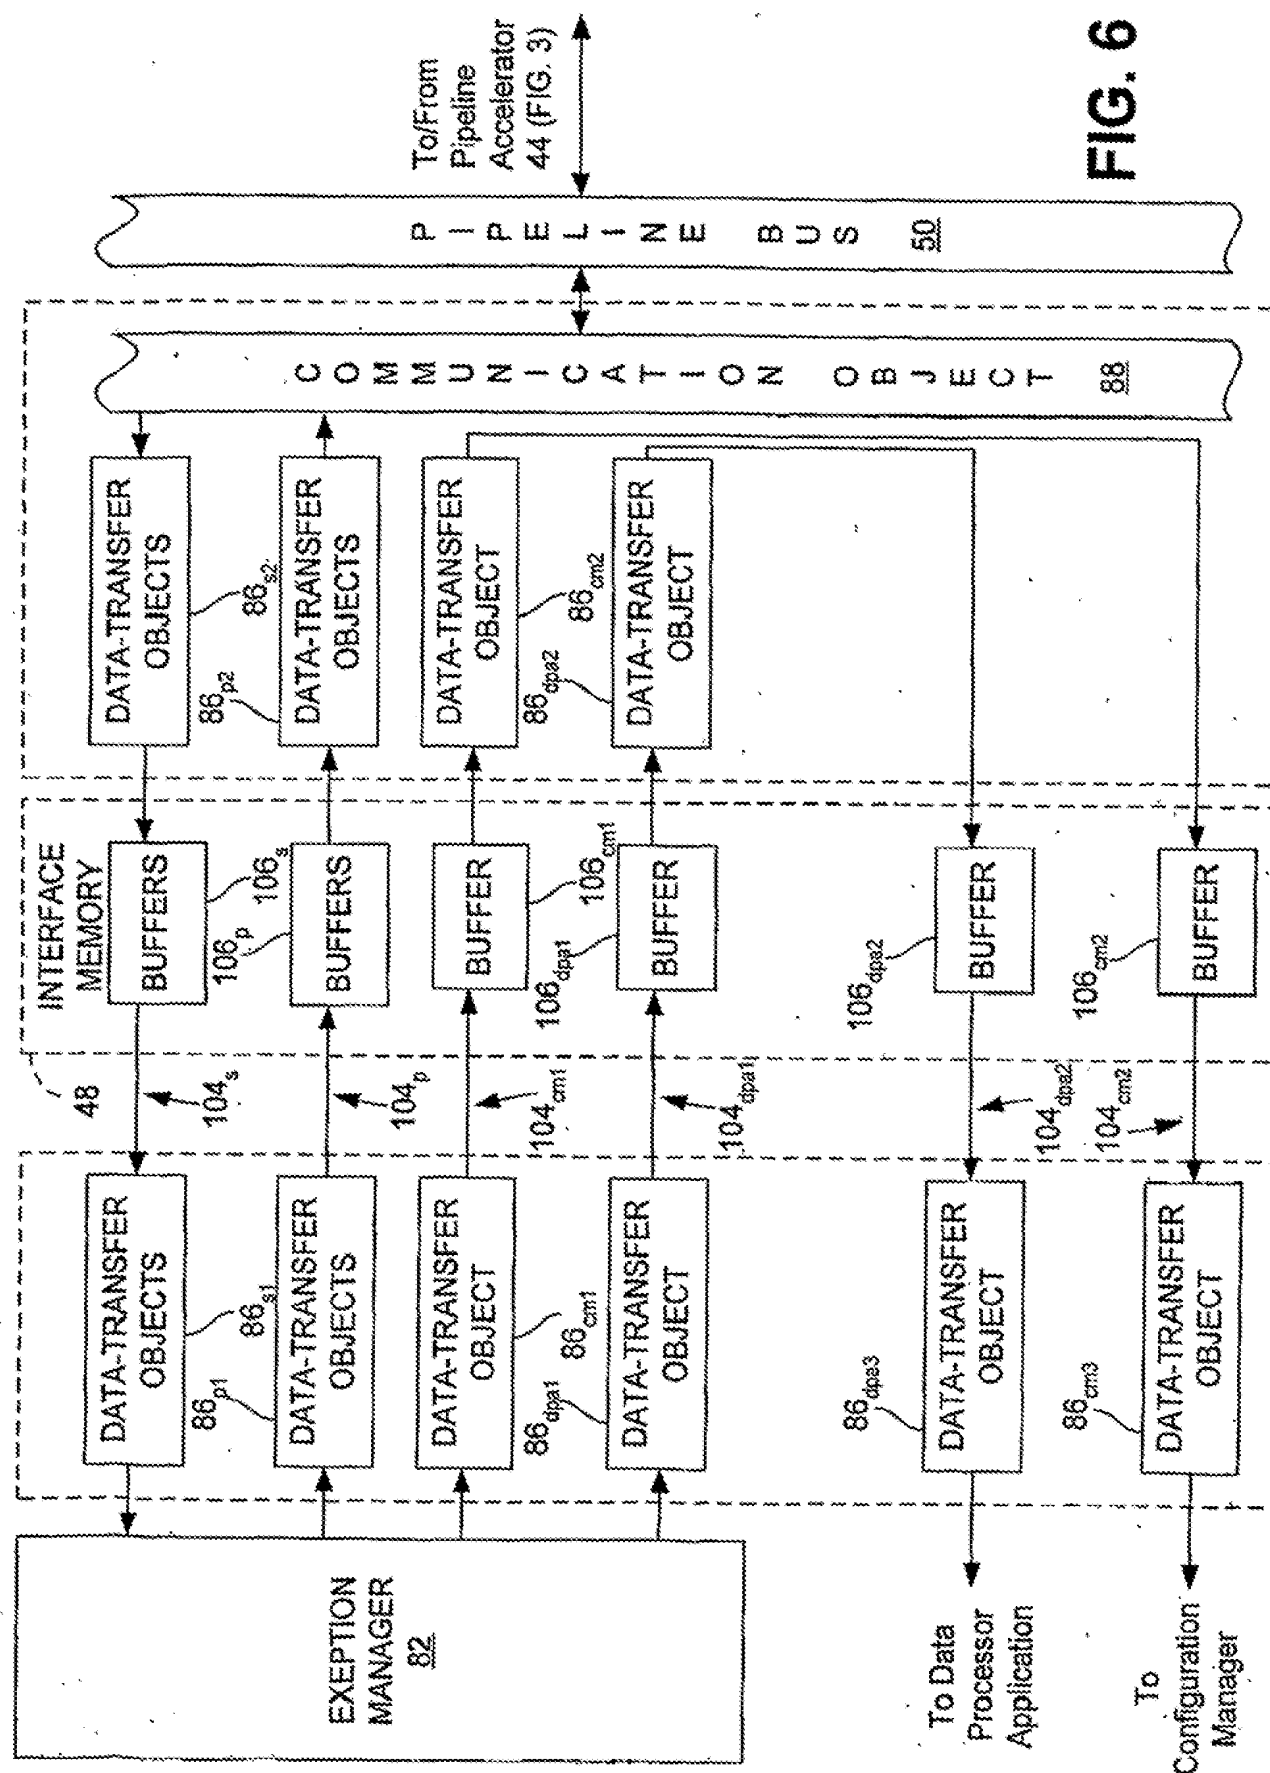 EXEPTION
MANAGER
82
To Data
Processor
Application
To
Configuration
Manager
DATA-TRANSFER
OBJECTS
86s1
86p1
DATA-TRANSFER
OBJECTS
DATA-TRANSFER
OBJECT
86cm1
86dpa1
DATA-TRANSFER
OBJECT
86dpa3
DATA-TRANSFER
OBJECT
86cm3
DATA-TRANSFER
OBJECT
48
104s
104p
104cm1
104dpa1
104dpa2
104cm2
INTERFACE
MEMORY
BUFFERS
106s
106p
BUFFERS
BUFFER
106cm1
106dpa1
BUFFER
106dpa2
BUFFER
106cm2
BUFFER
DATA-TRANSFER
OBJECTS
86s2
86p2
DATA-TRANSFER
OBJECTS
DATA-TRANSFER
OBJECT
86cm2
86dpa2
DATA-TRANSFER
OBJECT
COMMUNICATION OBJECT
88
PIPELINE BUS
50
To/From
Pipeline
Accelerator
44 (FIG. 3)
FIG. 6